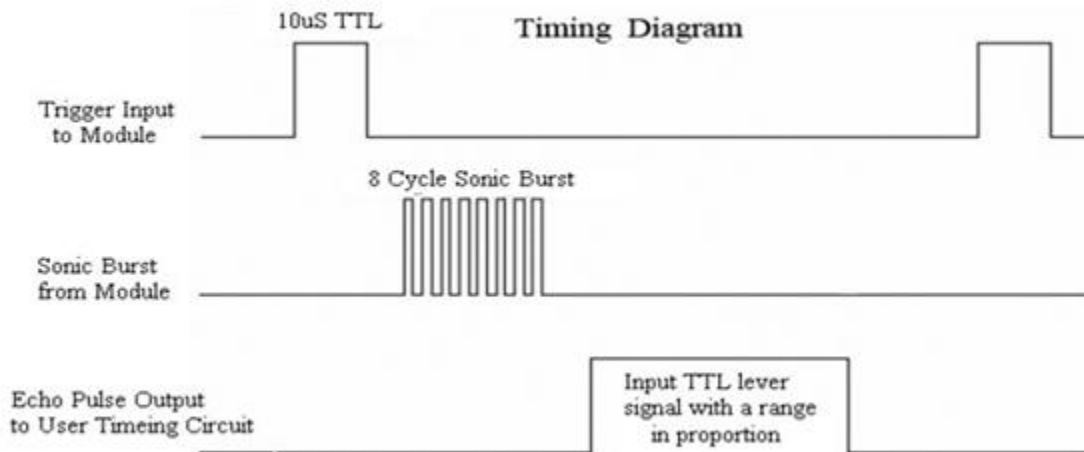 10uS TTL
Timing Diagram
Trigger Input
to Module
8 Cycle Sonic Burst
Sonic Burst
from Module
Echo Pulse Output
to User Timeing Circuit
Input TTL lever
signal with a range
in proportion